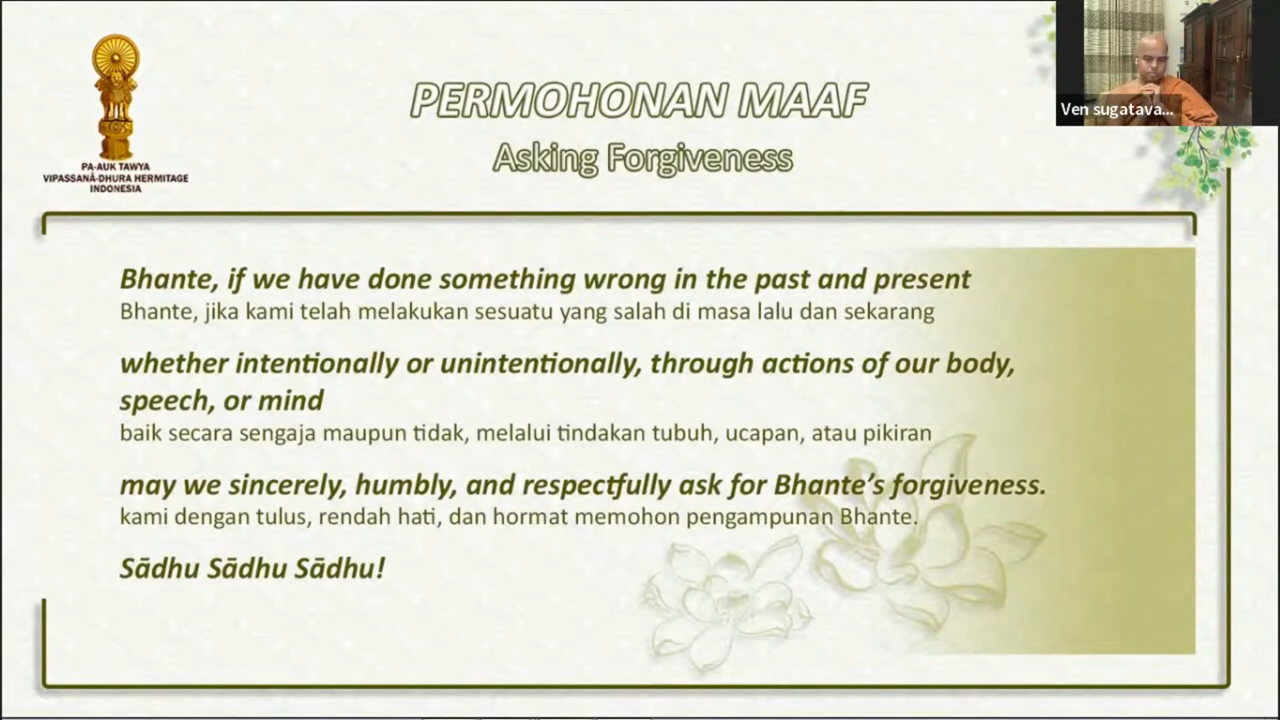 PA-AUK TAWYA
VIPASSANĀ-DHURA HERMITAGE
INDONESIA
PERMOHONAN MAAF
Asking Forgiveness
Ven sugatava...
Bhante, if we have done something wrong in the past and present
Bhante, jika kami telah melakukan sesuatu yang salah di masa lalu dan sekarang
whether intentionally or unintentionally, through actions of our body,
speech, or mind
baik secara sengaja maupun tidak, melalui tindakan tubuh, ucapan, atau pikiran
may we sincerely, humbly, and respectfully ask for Bhante’s forgiveness.
kami dengan tulus, rendah hati, dan hormat memohon pengampunan Bhante.
Sādhu Sādhu Sādhu!